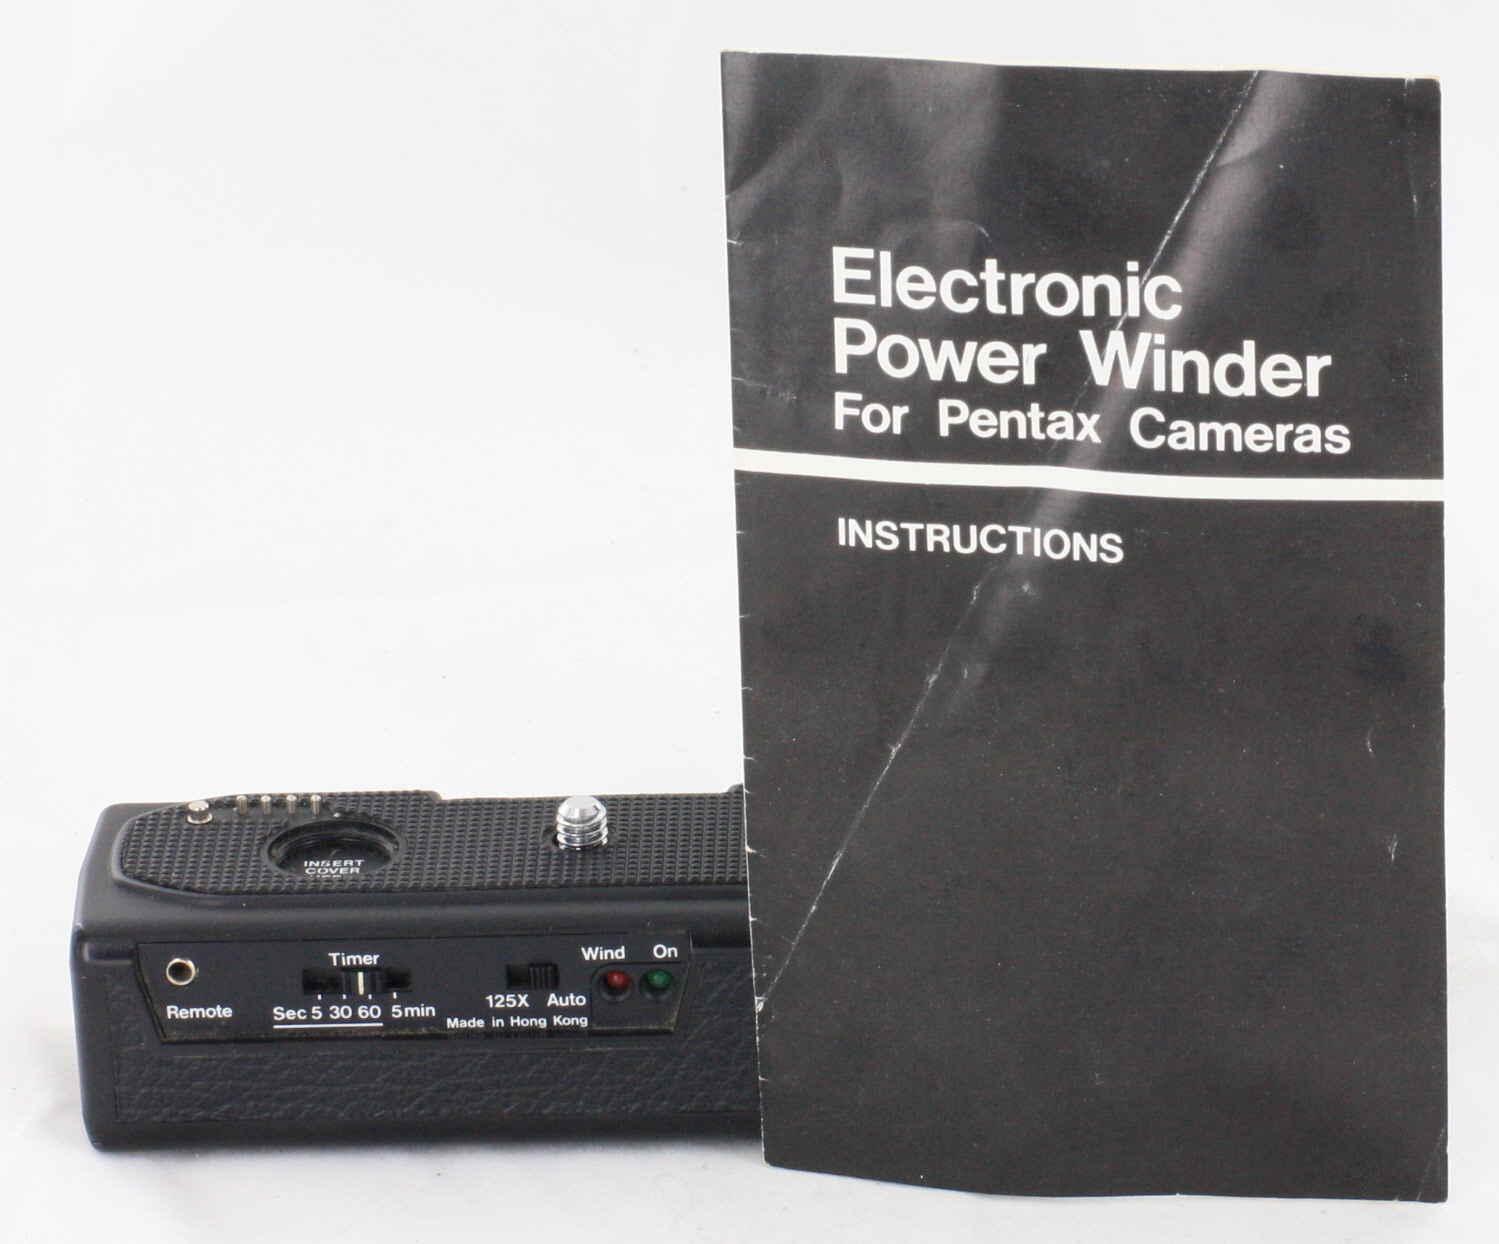 Electronic
Power Winder
For Pentax Cameras
INSTRUCTIONS
INSERT
COVER
Timer
Wind On
Remote
Sec 5 30 60 5min
125X Auto
Made in Hong Kong